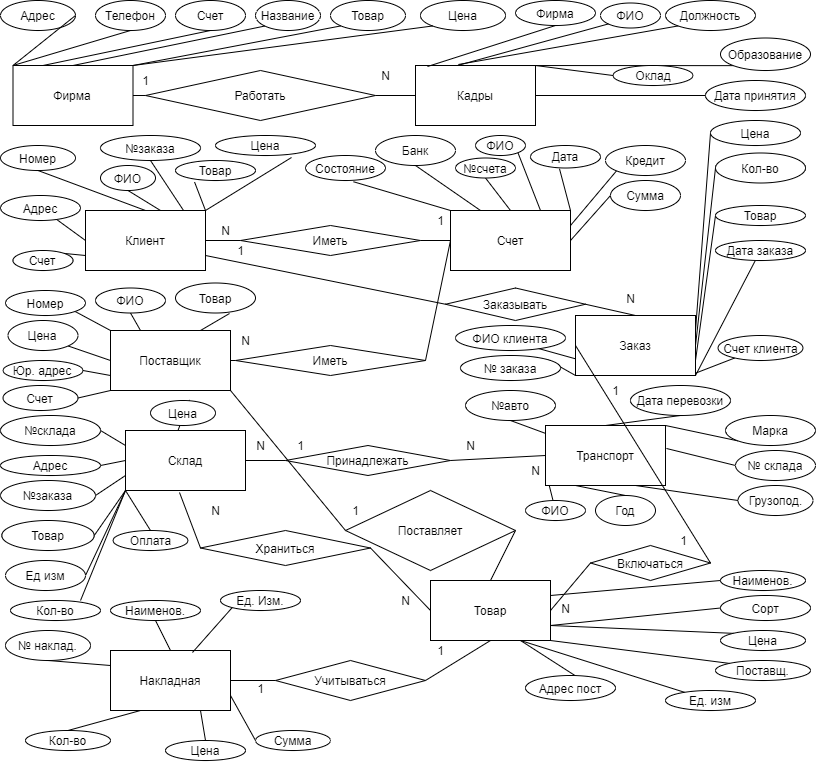 Адрес
Телефон
Счет
Название
Товар
Цена
Фирма
ФИО
Должность
Образование
Оклад
Дата принятия
Фирма
1
Работать
N
Кадры
Номер
№заказа
ФИО
Товар
Цена
Адрес
Счет
Клиент
N
Иметь
1
Состояние
Банк
№счета
ФИО
Дата
Кредит
Сумма
Счет
Цена
Кол-во
Товар
Дата заказа
1
Заказывать
N
Заказ
ФИО клиента
№ заказа
Счет клиента
Номер
ФИО
Товар
Цена
Юр. адрес
Счет
Поставщик
N
Иметь
1
№склада
Цена
Адрес
№заказа
Товар
Ед изм
Кол-во
Оплата
Склад
N
1
Принадлежать
N
№авто
Дата перевозки
Марка
№ склада
Грузопод.
Транспорт
N
ФИО
Год
N
Храниться
N
1
Поставляет
1
Включаться
N
Товар
Наименов.
Сорт
Цена
Поставщ.
Ед. изм
Адрес пост
1
Наименов.
Ед. Изм.
№ наклад.
Накладная
1
Учитываться
Кол-во
Цена
Сумма